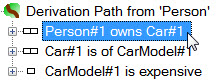 Derivation Path from 'Person'
Person#1 owns Car#1
Car#1 is of CarModel#1
CarModel#1 is expensive